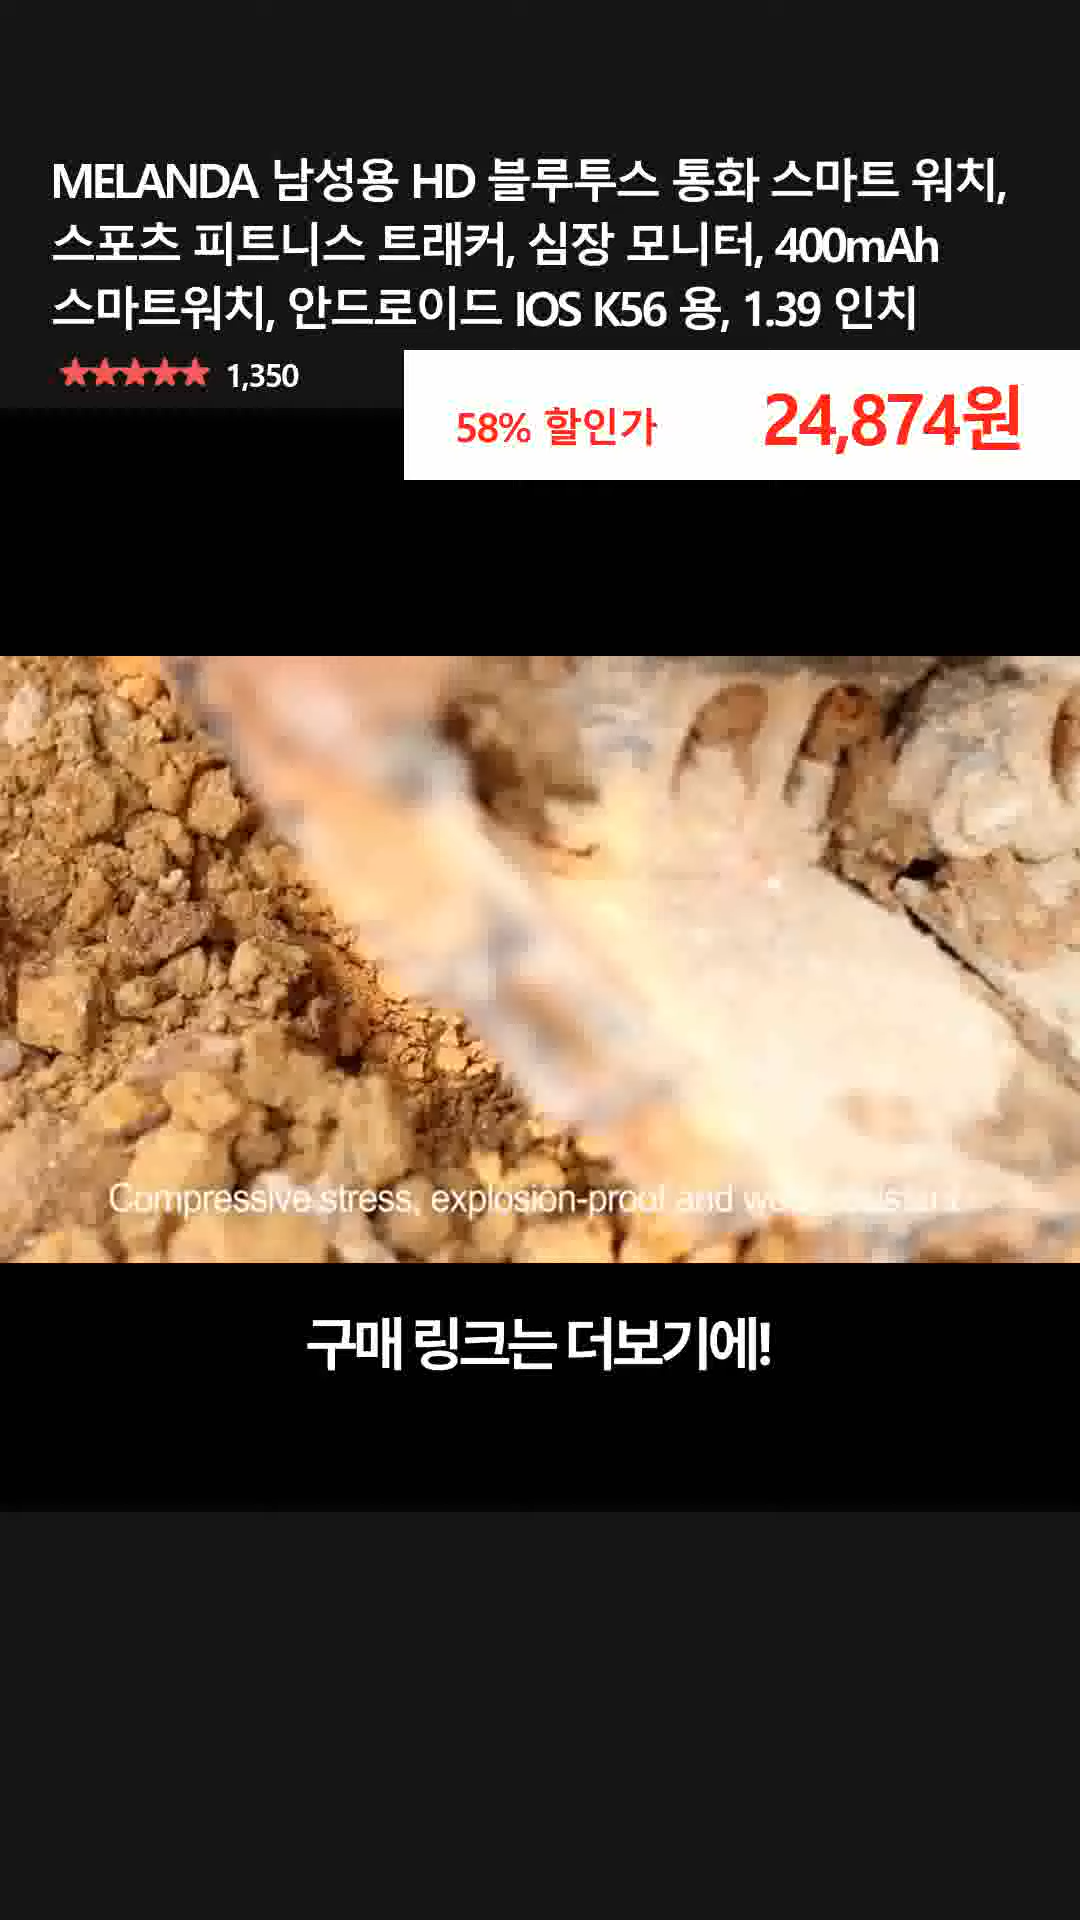 MELANDA 남성용 HD 블루투스 통화 스마트 워치,
스포츠 피트니스 트래커, 심장 모니터, 400mAh
스마트워치, 안드로이드 IOS K56 용, 1.39 인치
1,350
58% 할인가
24,874원
Compressive stress, explosion-proof and
구매 링크는 더보기에!